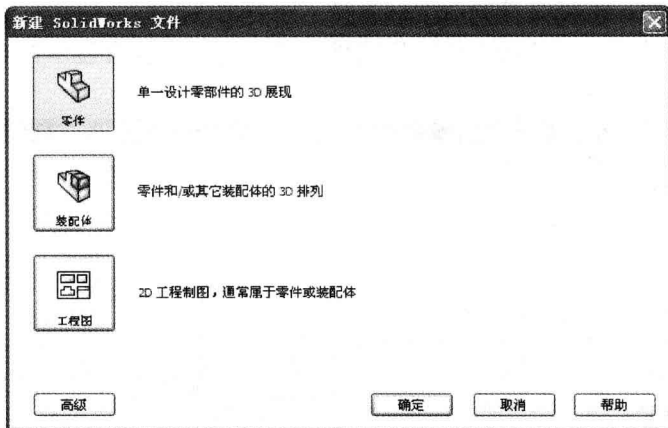 新建 SolidWorks 文件
零件
单一设计零部件的 3D 展现
装配体
零件和/或其它装配体的 3D 排列
工程图
2D 工程制图，通常属于零件或装配体
高级
确定
取消
帮助